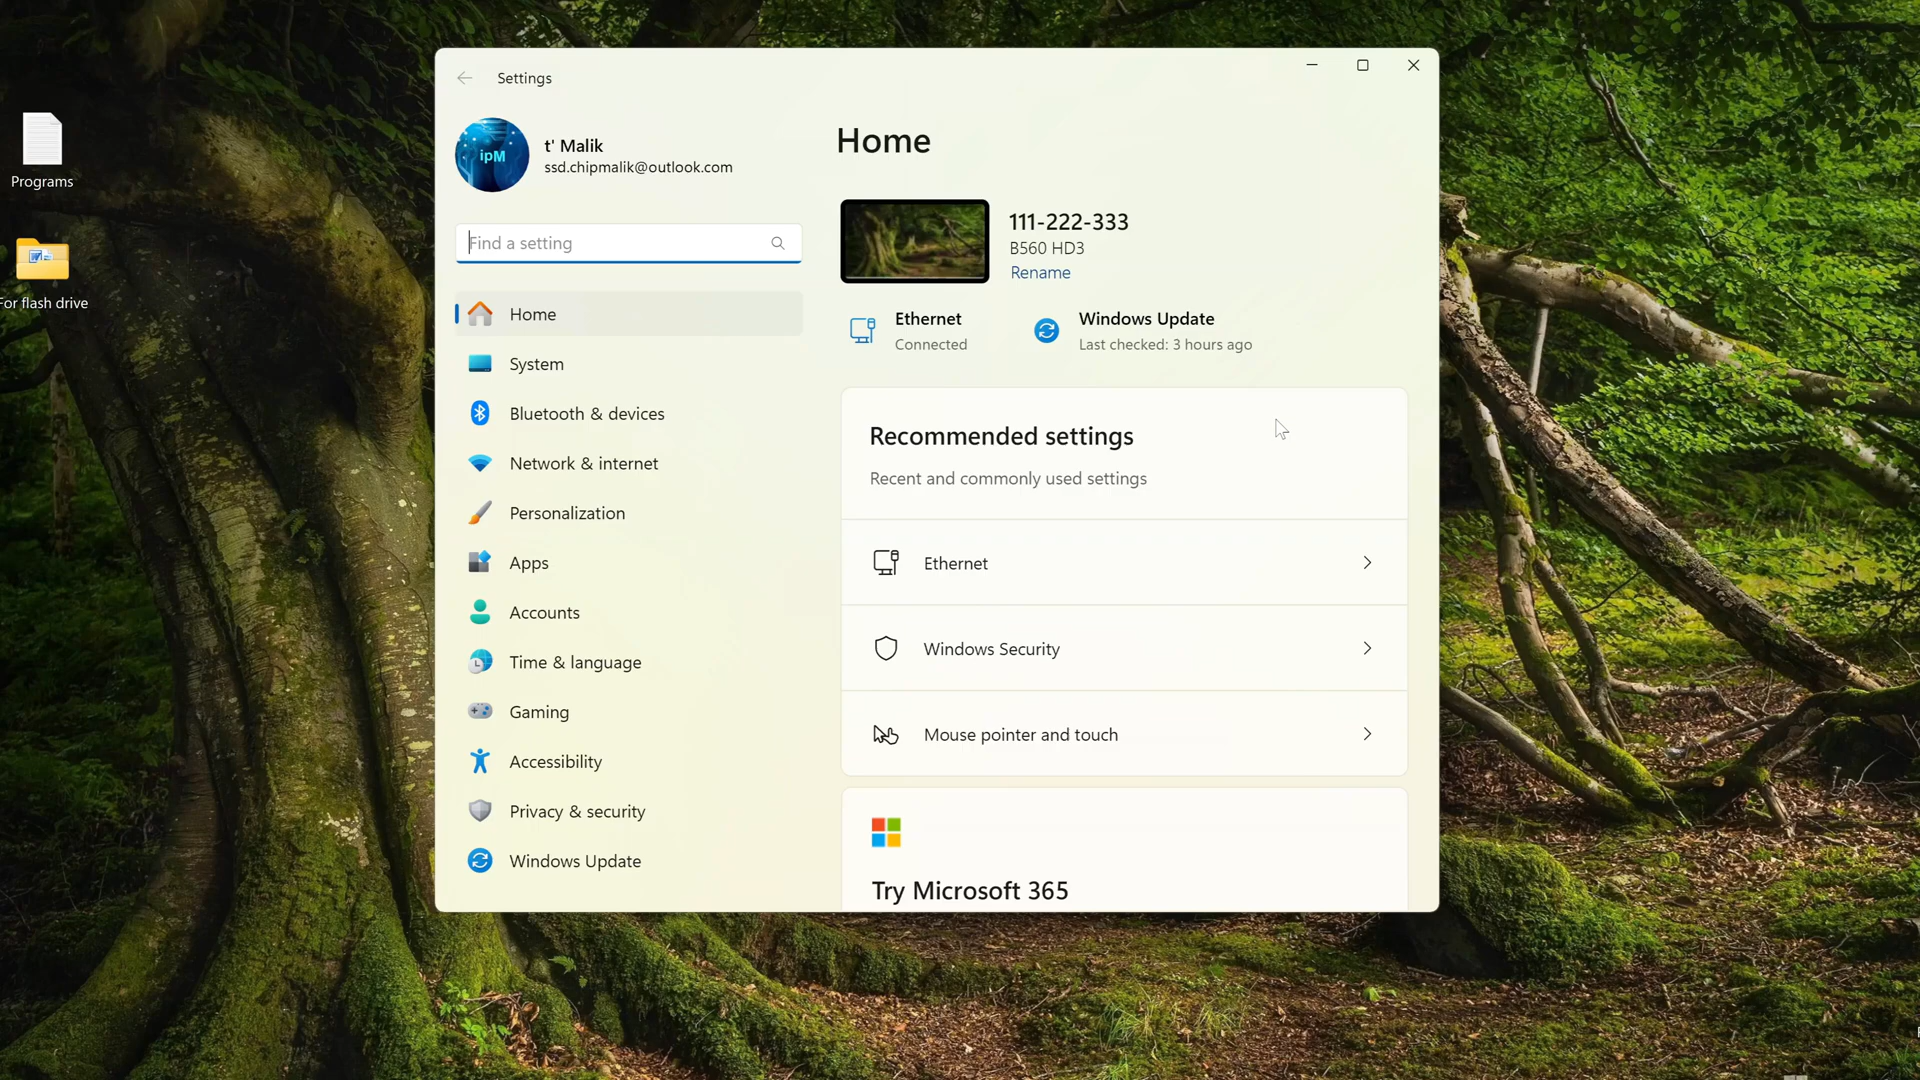 Programs
For flash drive
Settings
ipM
t' Malik
ssd.chipmalik@outlook.com
Find a setting
Home
System
Bluetooth & devices
Network & internet
Personalization
Apps
Accounts
Time & language
Gaming
Accessibility
Privacy & security
Windows Update
Home
111-222-333
B560 HD3
Rename
Ethernet
Connected
Windows Update
Last checked: 3 hours ago
Recommended settings
Recent and commonly used settings
Ethernet
Windows Security
Mouse pointer and touch
Try Microsoft 365